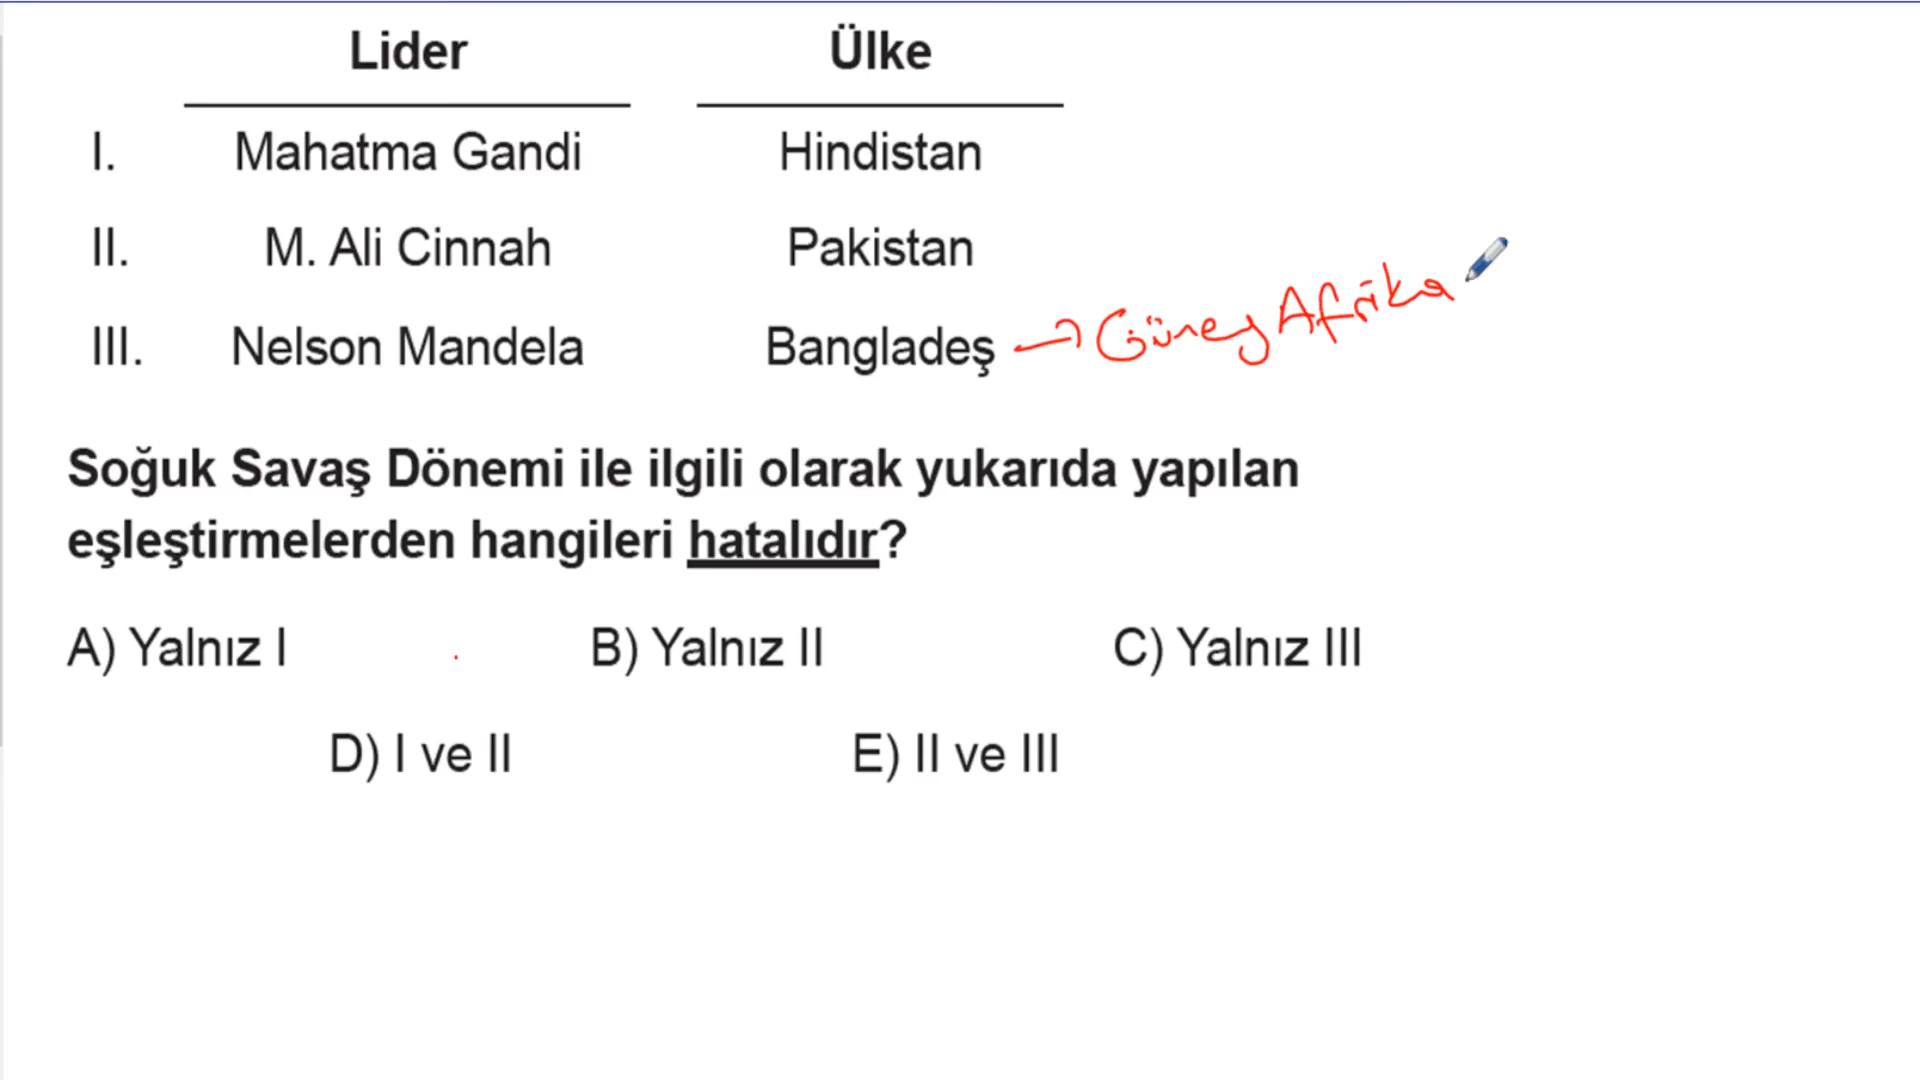 Lider Ülke
I. Mahatma Gandi Hindistan
II. M. Ali Cinnah Pakistan
III. Nelson Mandela Bangladeş → Güney Afrika
Soğuk Savaş Dönemi ile ilgili olarak yukarıda yapılan
eşleştirmelerden hangileri hatalıdır?
A) Yalnız I B) Yalnız II C) Yalnız III
D) I ve II E) II ve III